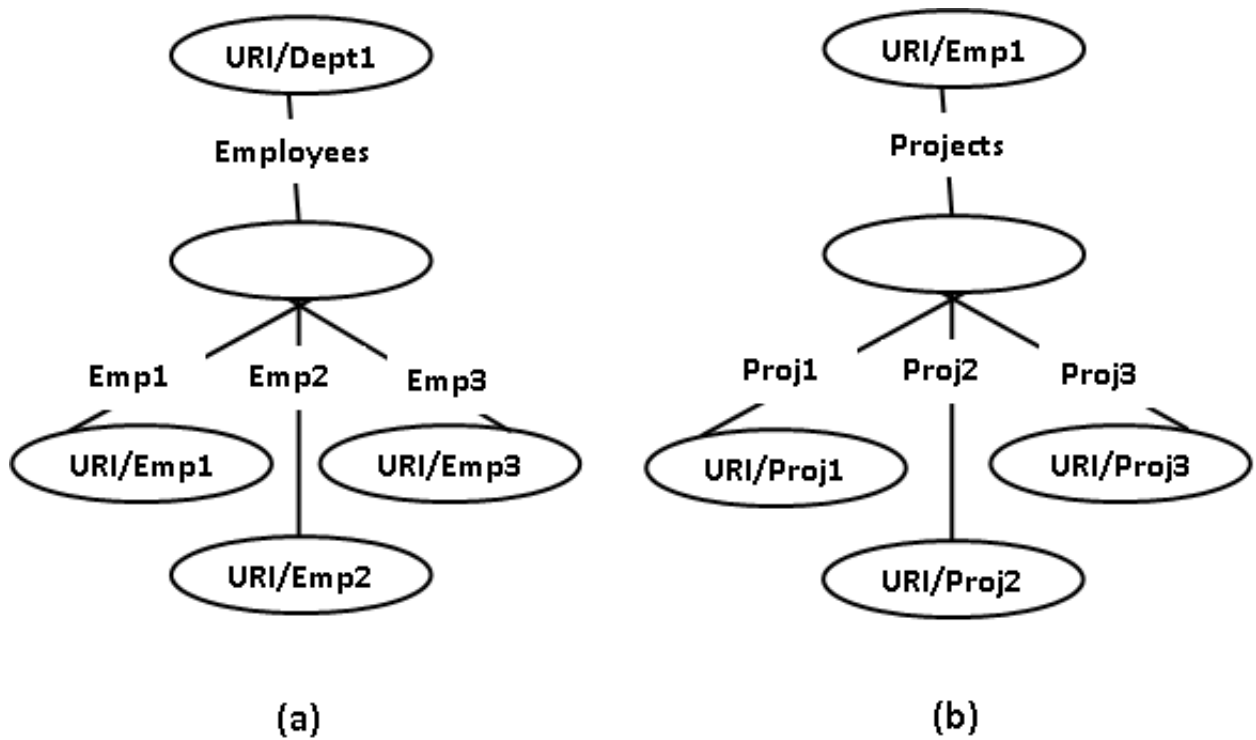 URI/Dept1
Employees
Emp1
Emp2
Emp3
URI/Emp1
URI/Emp3
URI/Emp2
(a)
URI/Emp1
Projects
Proj1
Proj2
Proj3
URI/Proj1
URI/Proj3
URI/Proj2
(b)